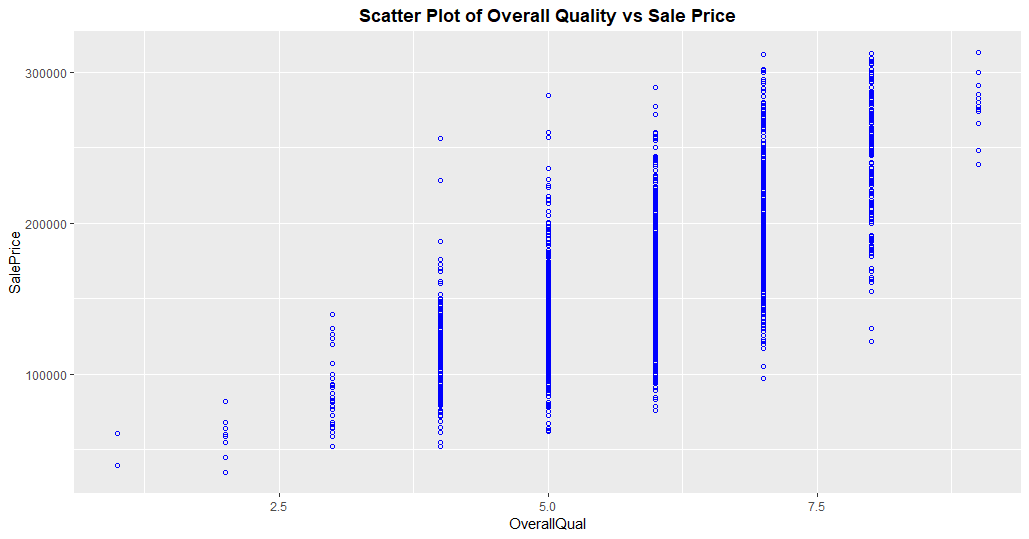 Scatter Plot of Overall Quality vs Sale Price
SalePrice
300000
200000
100000
2.5 5.0 7.5
OverallQual